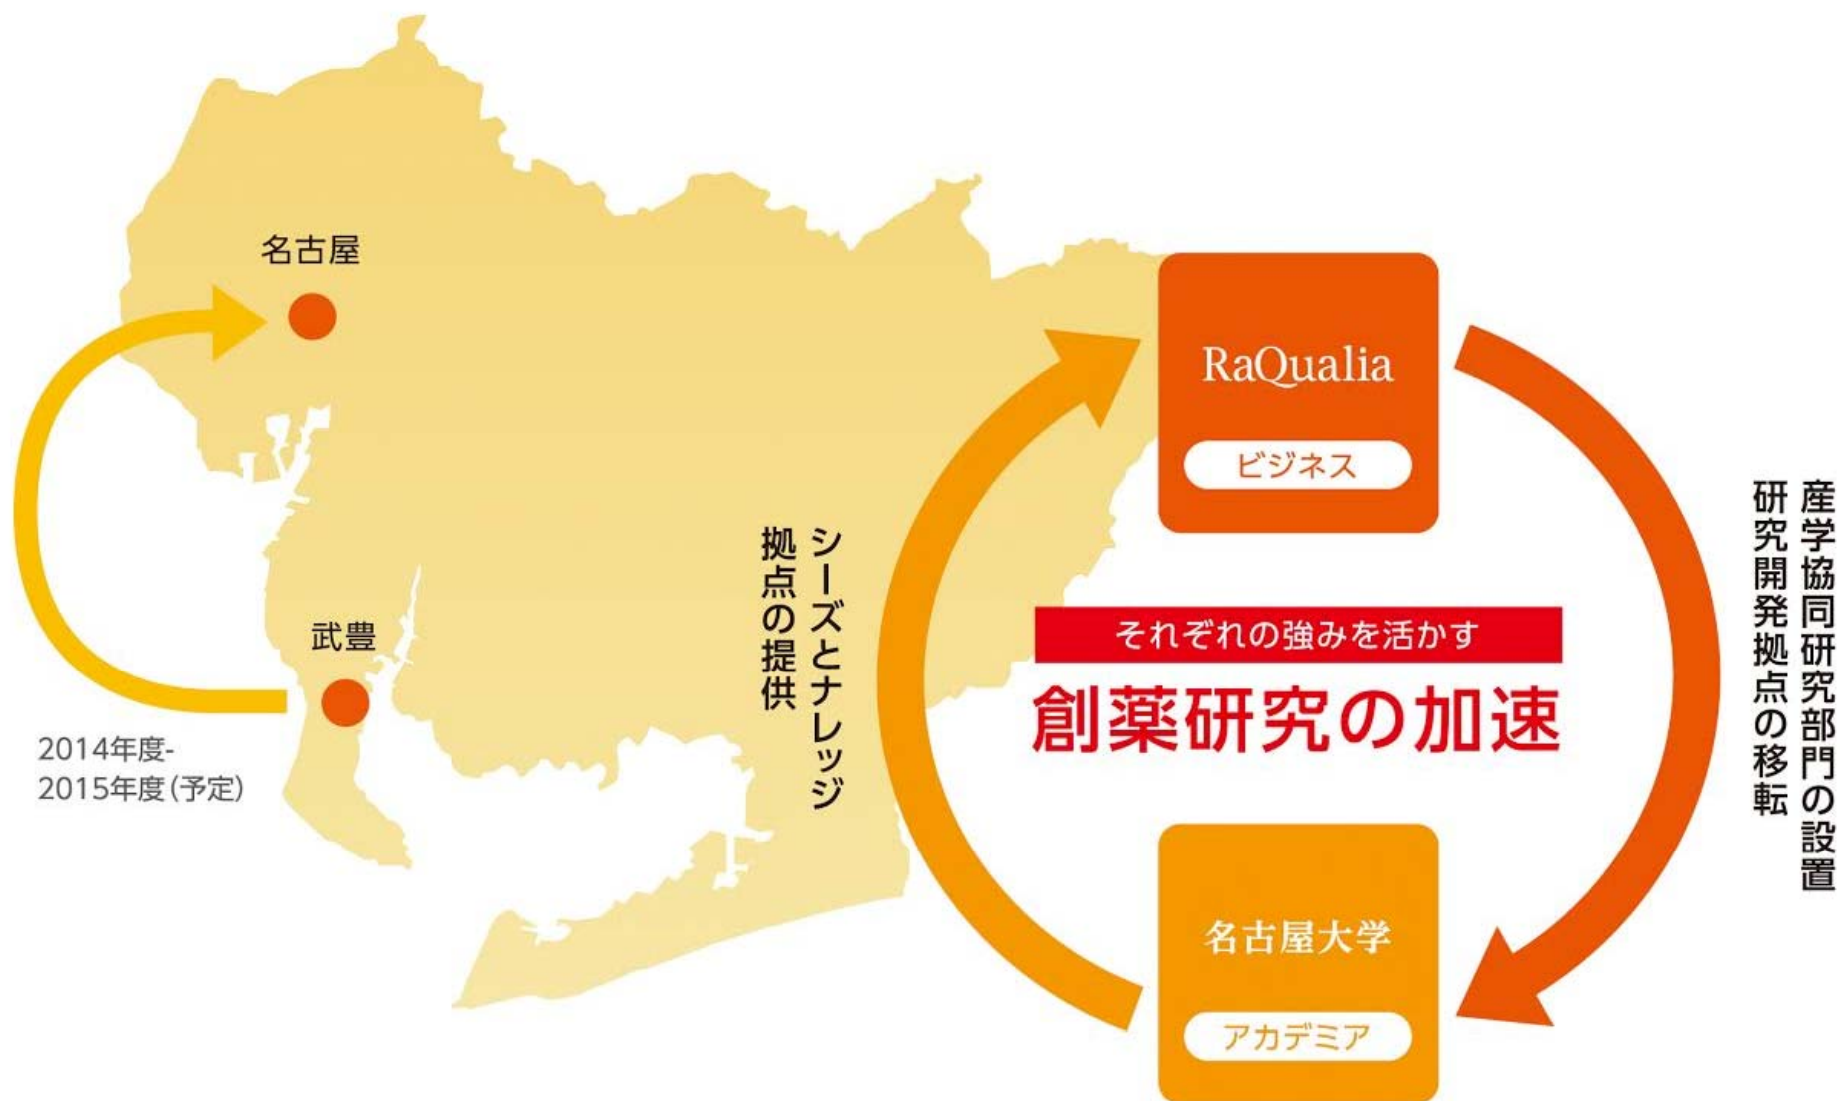 名古屋
武豊
2014年度-
2015年度（予定）
シーズとナレッジ
拠点の提供
RaQualia
ビジネス
それぞれの強みを活かす
創薬研究の加速
名古屋大学
アカデミア
産学協同研究部門の設置
研究開発拠点の移転